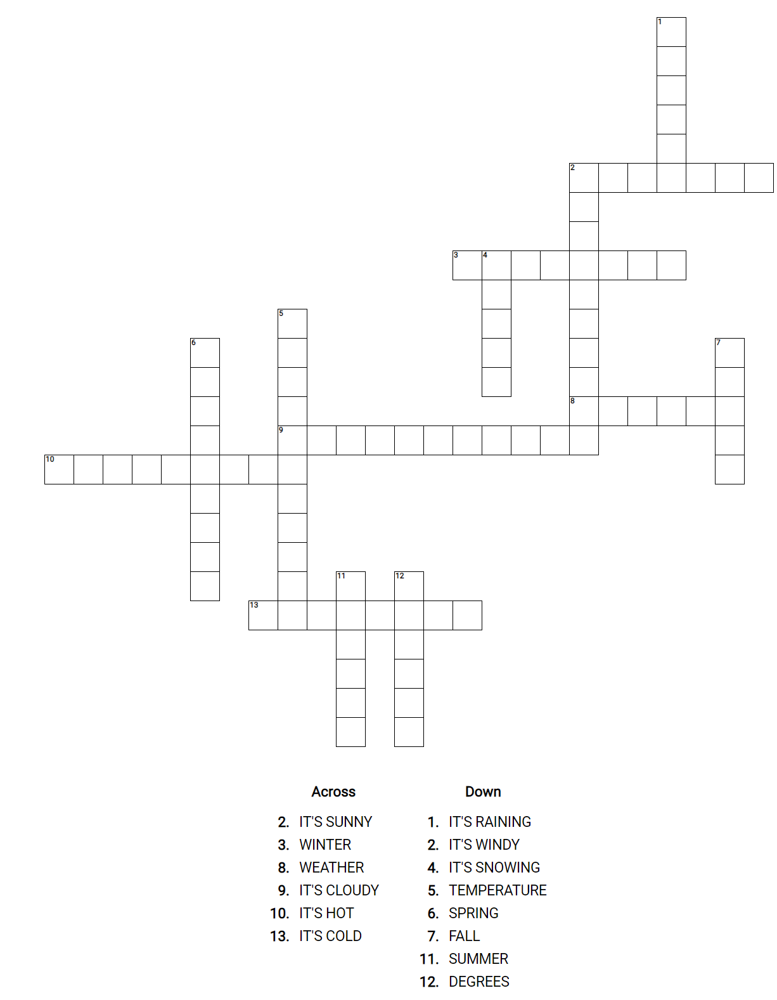 1
2
3 4
5
6 7
8
9
10
11 12
13
Across
2. IT'S SUNNY
3. WINTER
8. WEATHER
9. IT'S CLOUDY
10. IT'S HOT
13. IT'S COLD
Down
1. IT'S RAINING
2. IT'S WINDY
4. IT'S SNOWING
5. TEMPERATURE
6. SPRING
7. FALL
11. SUMMER
12. DEGREES